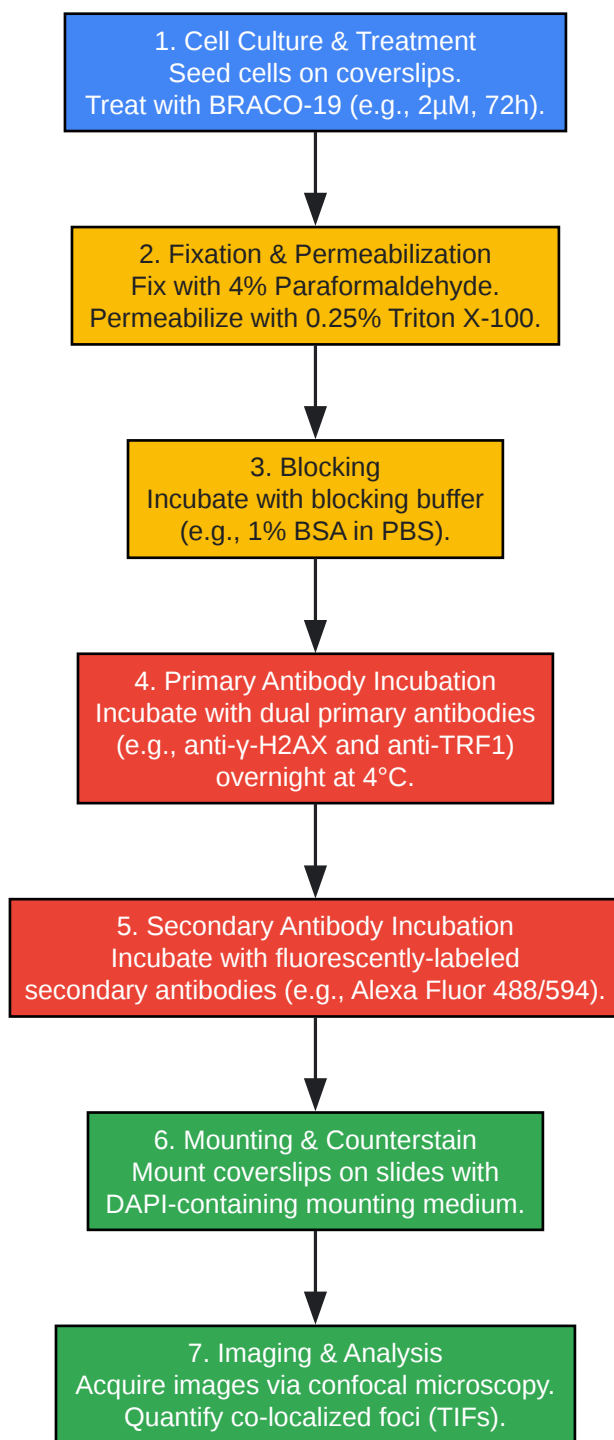 1. Cell Culture & Treatment
Seed cells on coverslips.
Treat with BRACO-19 (e.g., 2µM, 72h).
2. Fixation & Permeabilization
Fix with 4% Paraformaldehyde.
Permeabilize with 0.25% Triton X-100.
3. Blocking
Incubate with blocking buffer
(e.g., 1% BSA in PBS).
4. Primary Antibody Incubation
Incubate with dual primary antibodies
(e.g., anti-γ-H2AX and anti-TRF1)
overnight at 4°C.
5. Secondary Antibody Incubation
Incubate with fluorescently-labeled
secondary antibodies (e.g., Alexa Fluor 488/594).
6. Mounting & Counterstain
Mount coverslips on slides with
DAPI-containing mounting medium.
7. Imaging & Analysis
Acquire images via confocal microscopy.
Quantify co-localized foci (TIFs).